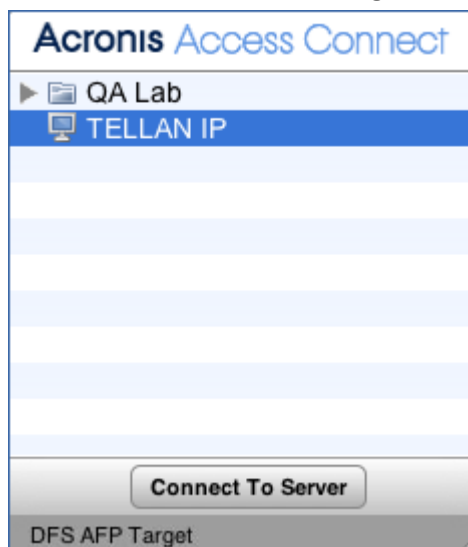 Acronis Access Connect
QA Lab
TELLAN IP
Connect To Server
DFS AFP Target